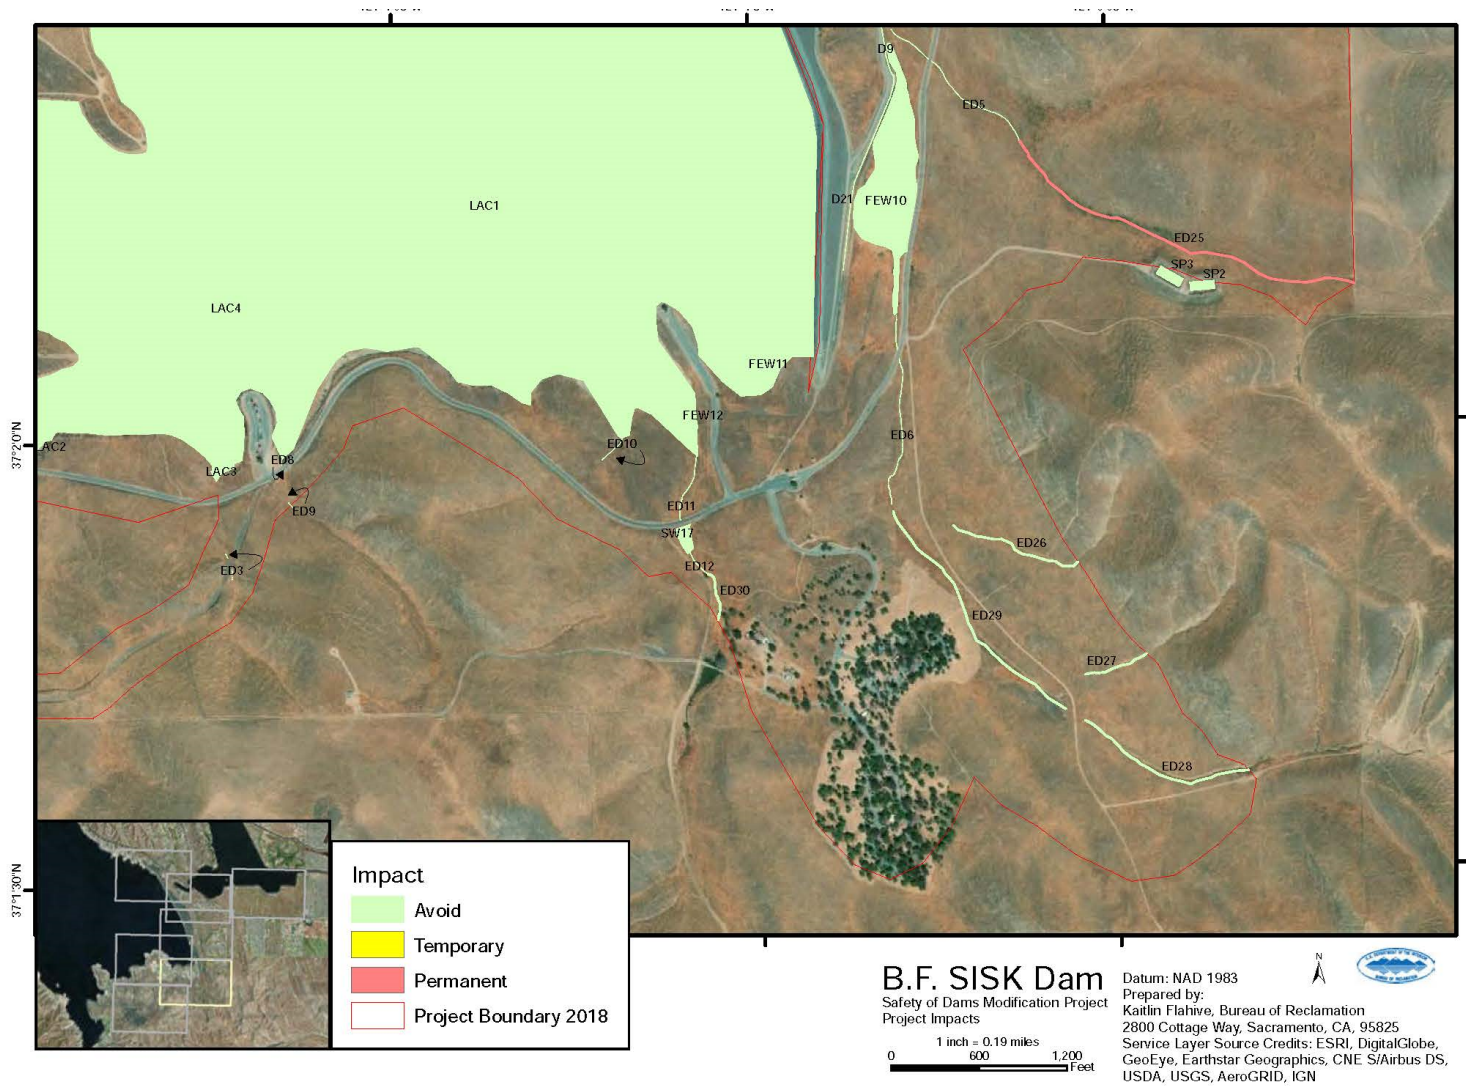 D9
ED5
LAC1
D21
FEW10
ED25
SP3
SP2
LAC4
FEW11
FEW12
ED6
ED10
AC2
37°2'0"N
LAC3
ED8
ED9
ED11
SW17
ED26
ED3
ED12
ED30
ED29
ED27
ED28
37°1'30"N
Impact
Avoid
Temporary
Permanent
Project Boundary 2018
B.F. SISK Dam
Safety of Dams Modification Project
Project Impacts
1 inch = 0.19 miles
0 600 1,200
Feet
N
Datum: NAD 1983
Prepared by:
Kaitlin Flahive, Bureau of Reclamation
2800 Cottage Way, Sacramento, CA, 95825
Service Layer Source Credits: ESRI, DigitalGlobe,
GeoEye, Earthstar Geographics, CNE S/Airbus DS,
USDA, USGS, AeroGRID, IGN